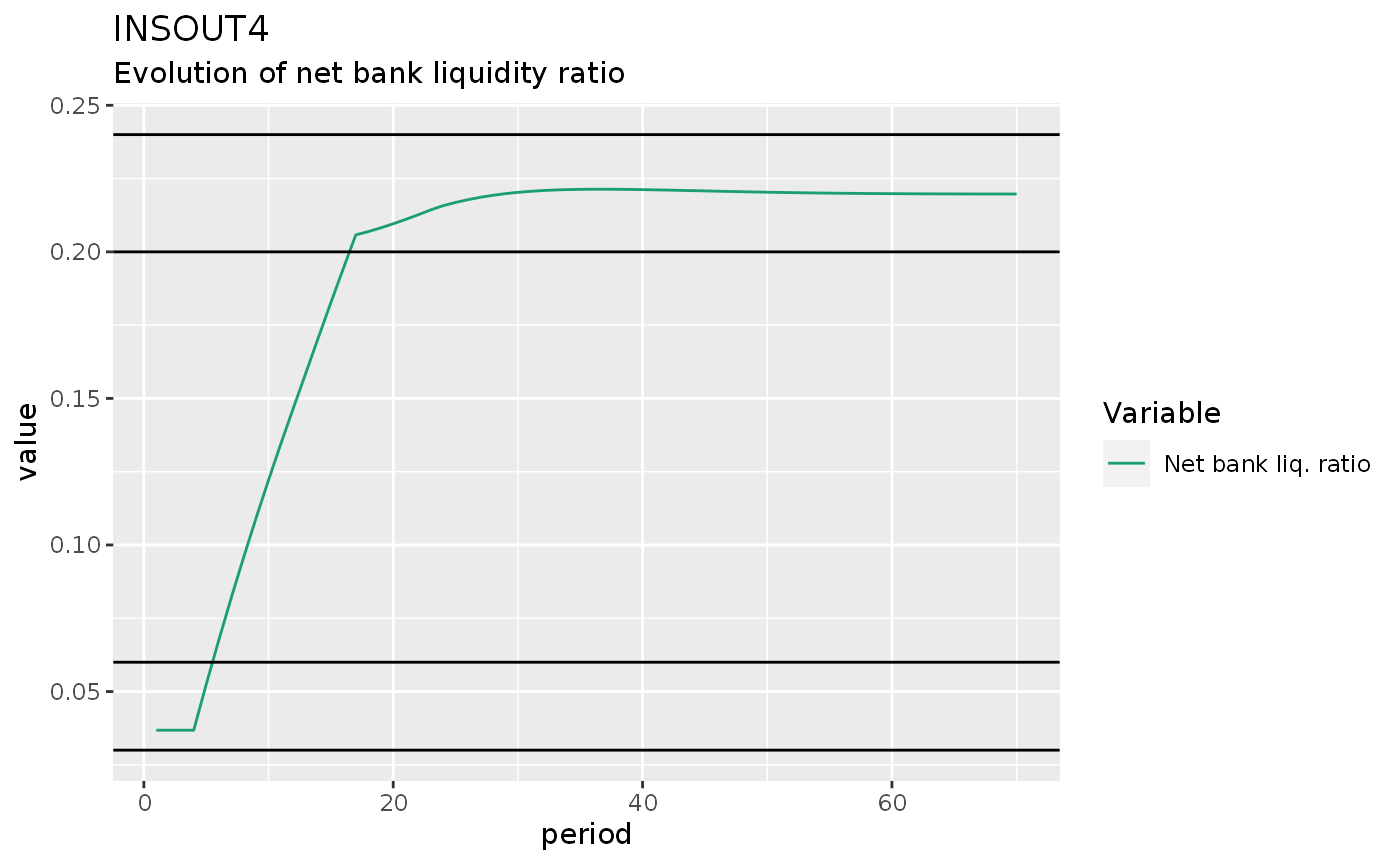 INSOUT4
Evolution of net bank liquidity ratio
0.25
0.20
0.15
0.10
0.05
value
0 20 40 60
period
Variable
Net bank liq. ratio